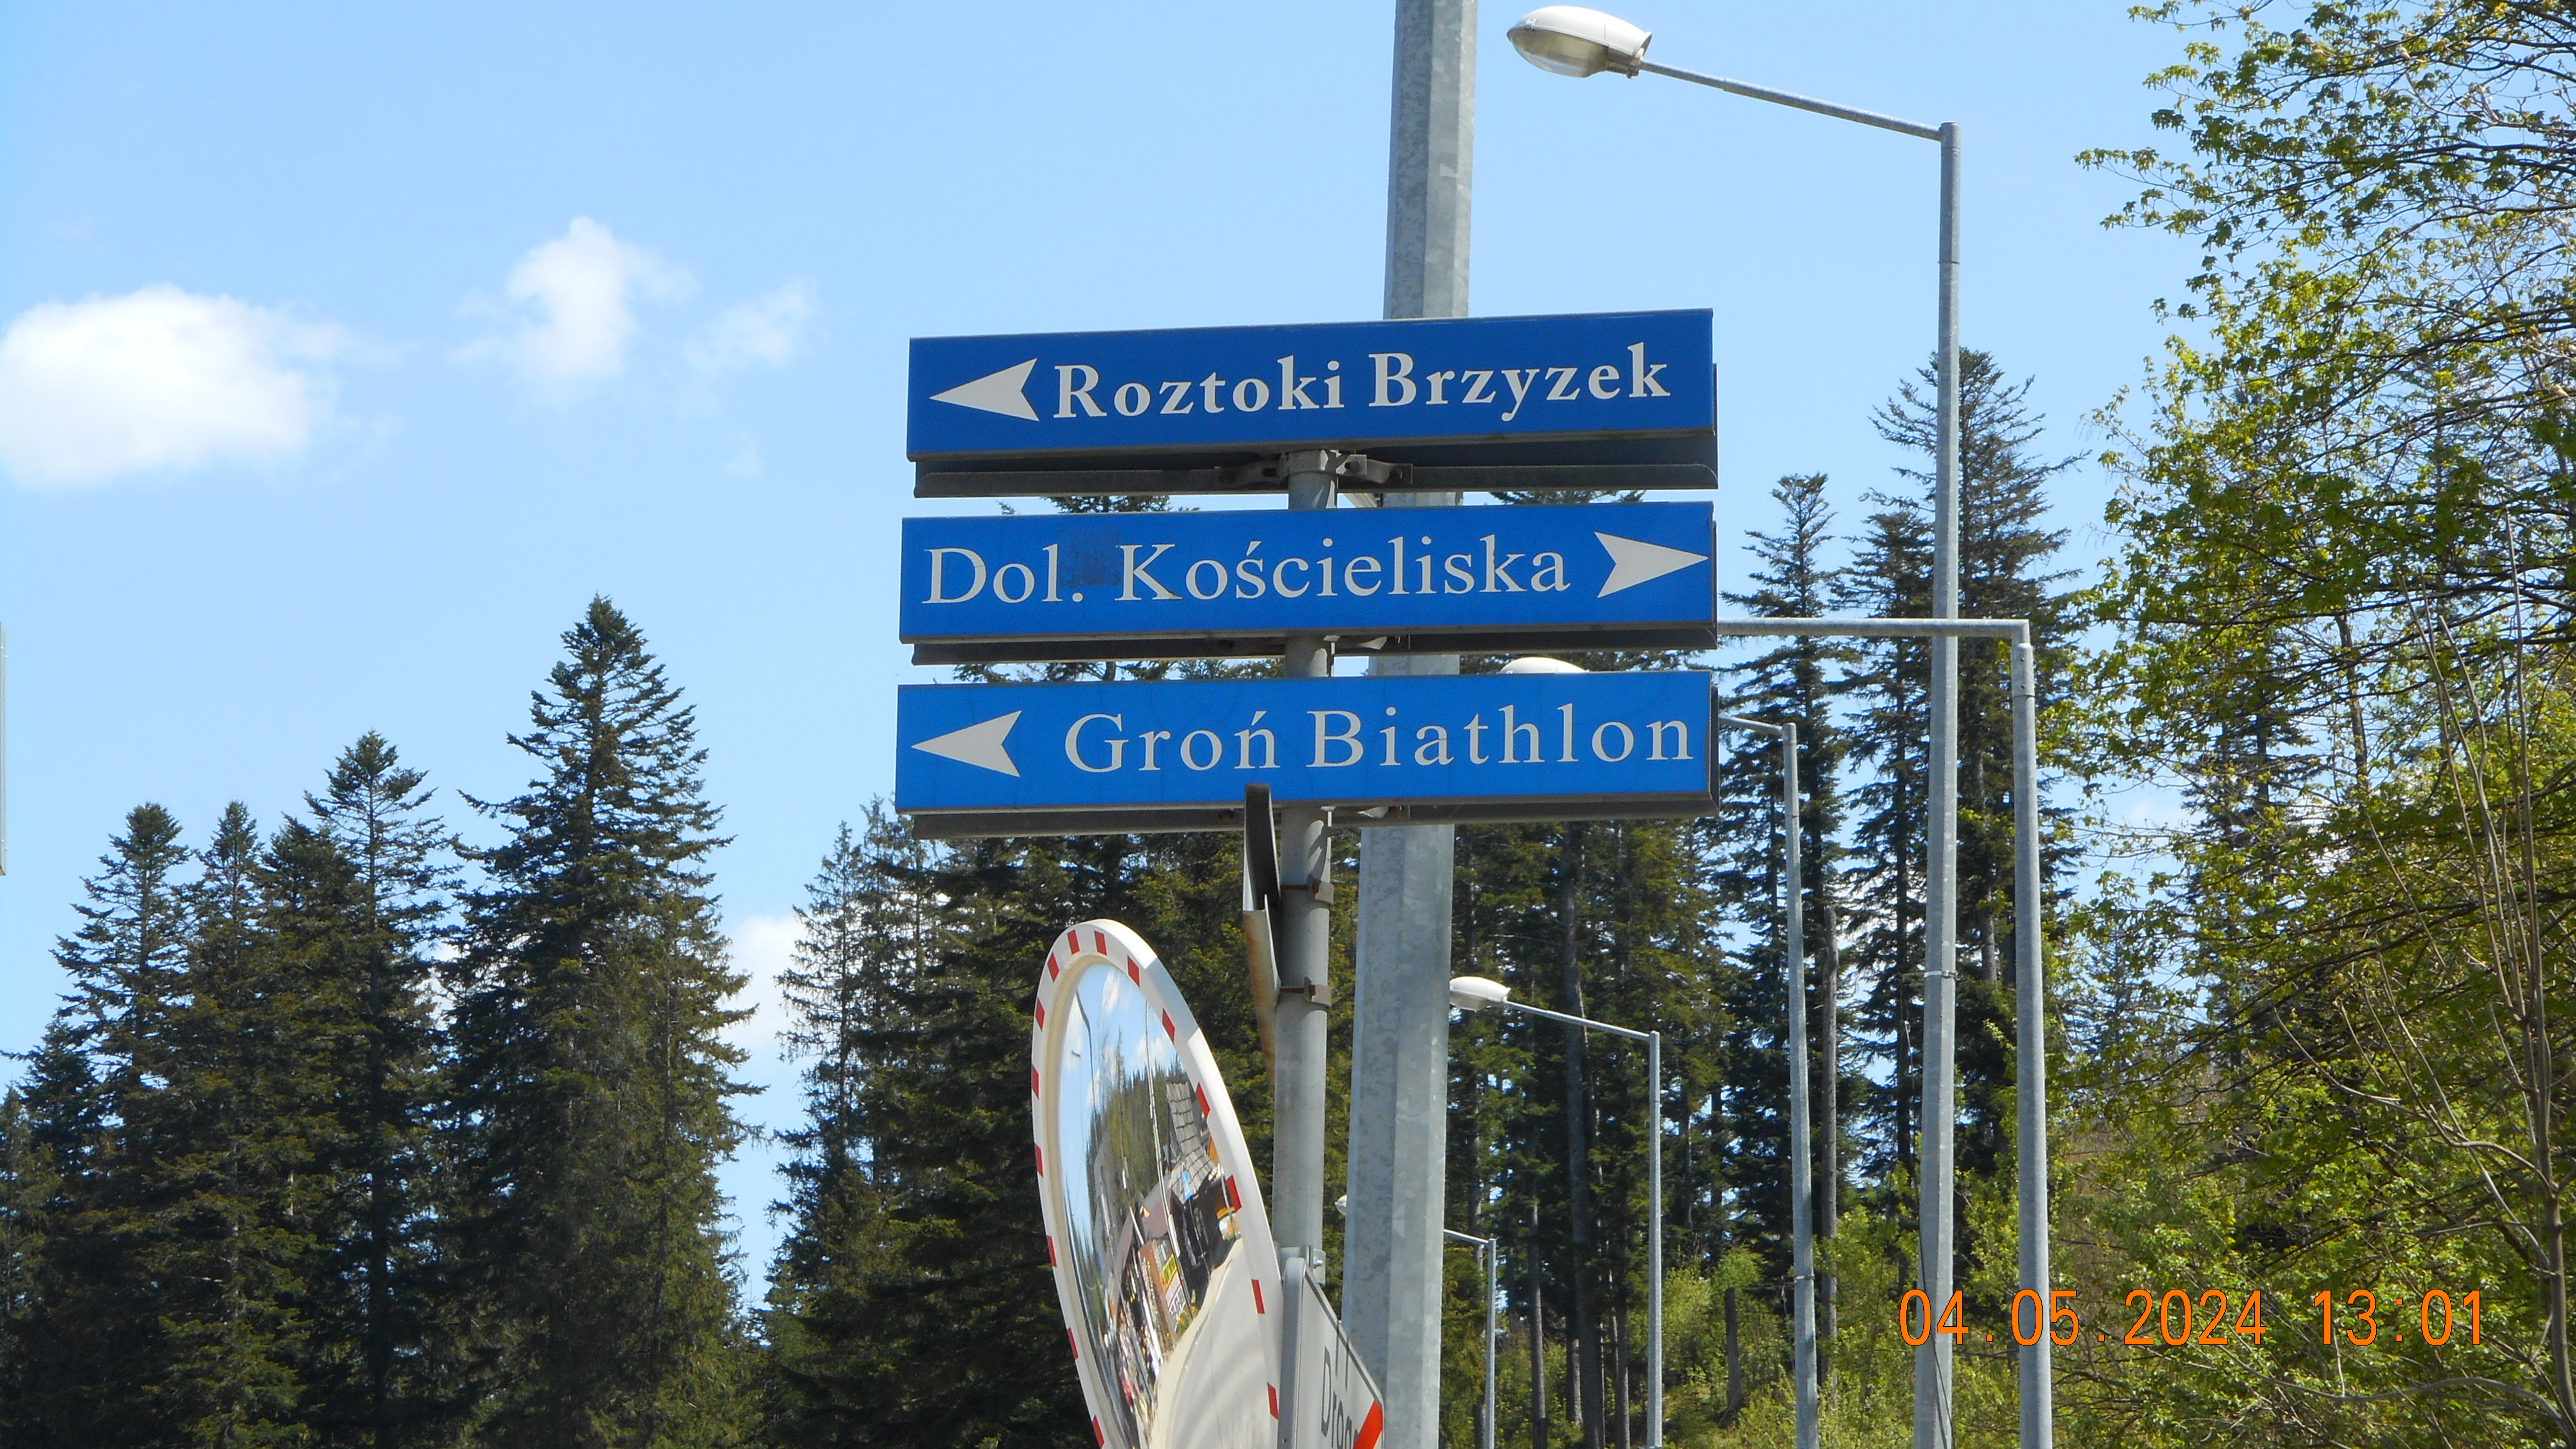 Roztoki Brzyzek
Dol. Kościeliska
Groń Biathlon
04.05.2024 13:01